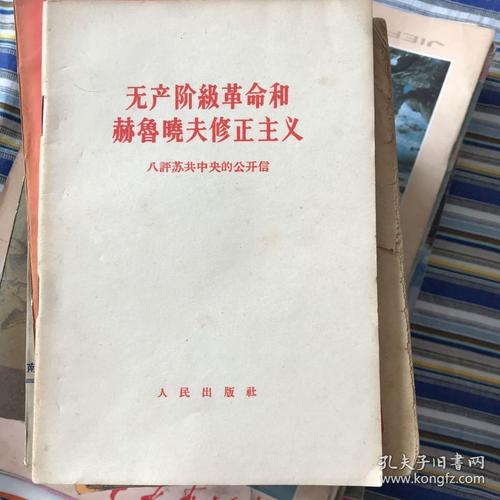 无产阶級革命和
赫魯曉夫修正主义
八評苏共中央的公开信
人民出版社
JIEF
南
孔夫子旧书网
www.kongfz.com